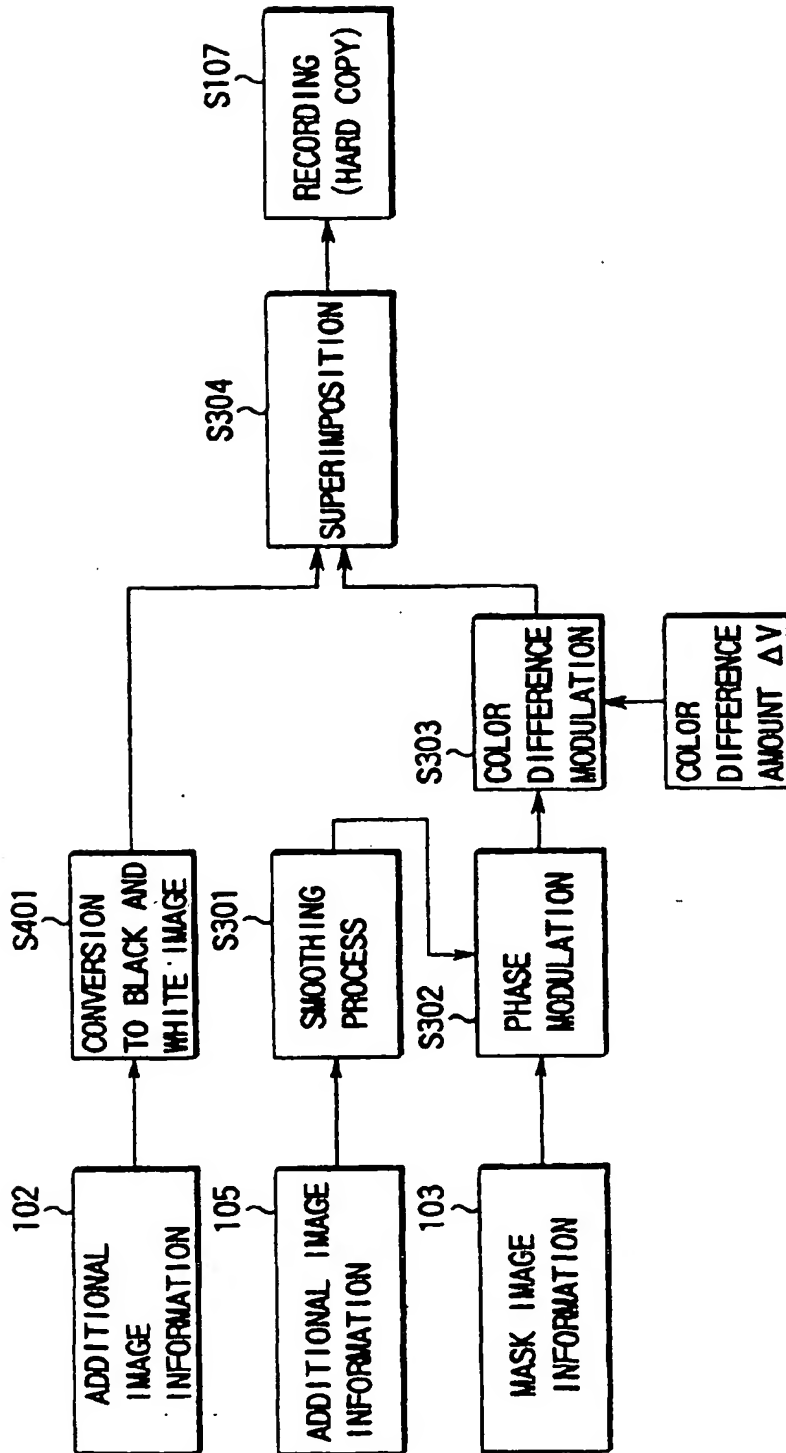 102
ADDITIONAL
IMAGE
INFORMATION
S401
CONVERSION
TO BLACK AND
WHITE IMAGE
105
ADDITIONAL IMAGE
INFORMATION
S301
SMOOTHING
PROCESS
103
MASK IMAGE
INFORMATION
S302
PHASE
MODULATION
S303
COLOR
DIFFERENCE
MODULATION
COLOR
DIFFERENCE
AMOUNT ΔV
S304
SUPERIMPOSITION
S107
RECORDING
(HARD COPY)